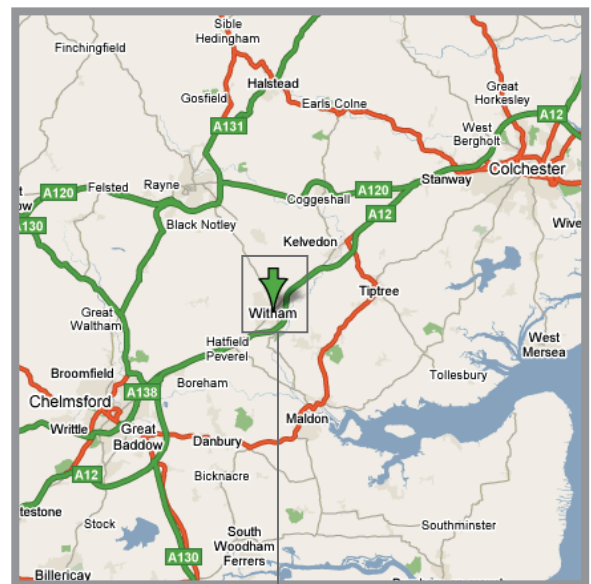 Sible
Hedingham
Finchingfield
Halstead
Gosfield
Earls Colne
Great
Horkesley
A12
A131
West
Bergholt
Colchester
Stanway
A120
Felsted
Rayne
A120
Coggeshall
A12
130
Black Notley
Wive
Kelvedon
Tiptree
Witham
Great
Waltham
Hatfield
Peverel
West
Mersea
Broomfield
Boreham
Tollesbury
A138
Chelmsford
Maldon
Writtle
Great
Baddow
Danbury
A12
Bicknacre
testone
Stock
Southminster
South
Woodham
Ferrers
A130
Billericay